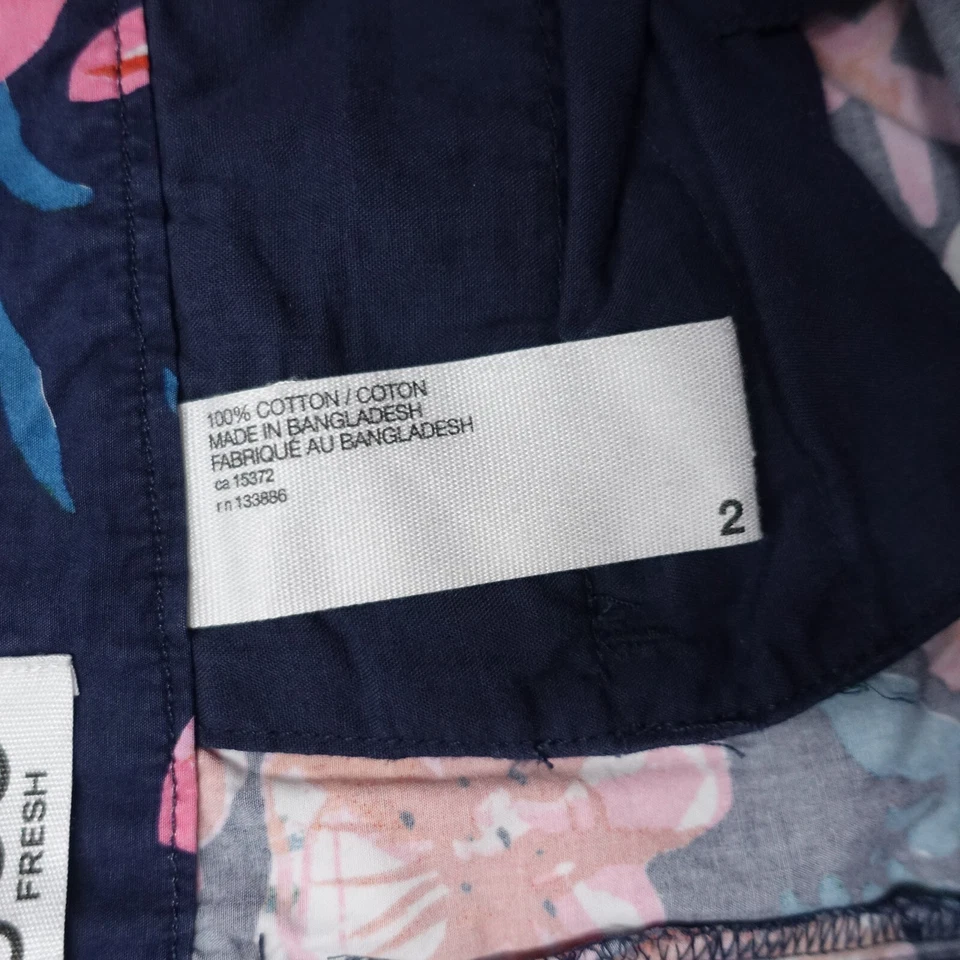 100% COTTON / COTON
MADE IN BANGLADESH
FABRIQUÉ AU BANGLADESH
ca 15372
rn 133886
2
FRESH